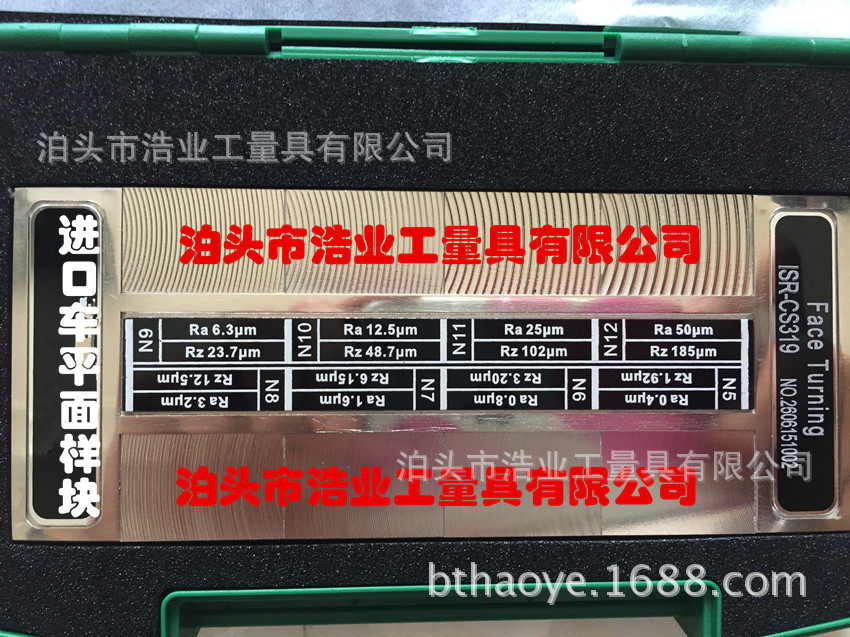 泊头市浩业工量具有限公司
泊头市浩业工量具有限公司
进口车平面样块
N9 Ra 6.3μm Rz 23.7μm
N10 Ra 12.5μm Rz 48.7μm
N11 Ra 25μm Rz 102μm
N12 Ra 50μm Rz 185μm
N8 Rz 12.5μm Ra 3.2μm
N7 Rz 6.15μm Ra 1.6μm
N6 Rz 3.20μm Ra 0.8μm
N5 Rz 1.92μm Ra 0.4μm
Face Turning
ISR-CS319 NO.2606151002
泊头市浩业工量具有限公司
泊头市浩业工量具有限公司
bthaoye.1688.com